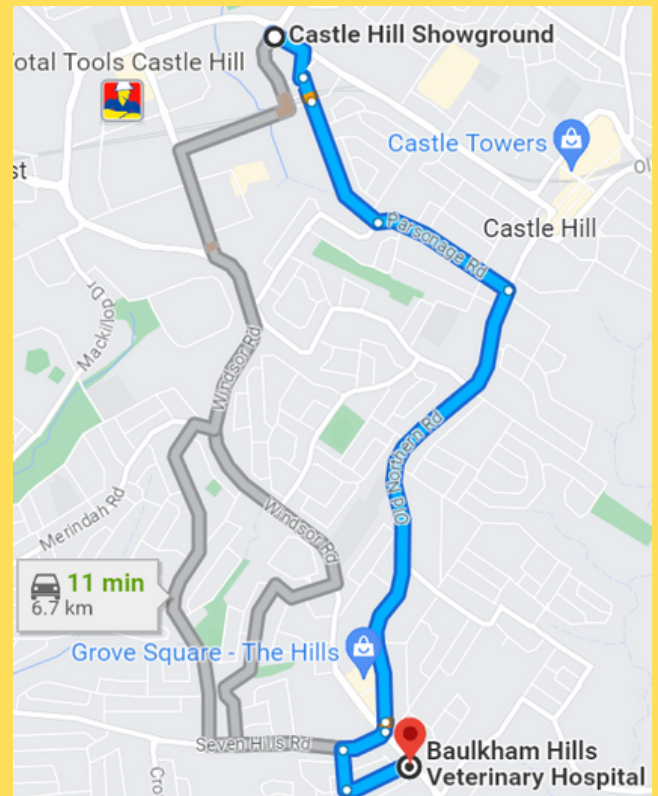 Castle Hill Showground
otal Tools Castle Hill
Castle Towers
st
Ol
Castle Hill
Parsonage Rd
Mackillop Dr
Windsor Rd
Old Northern Rd
Windsor Rd
Merindah Rd
11 min
6.7 km
Grove Square - The Hills
Seven Hills Rd
Baulkham Hills
Veterinary Hospital
Cro